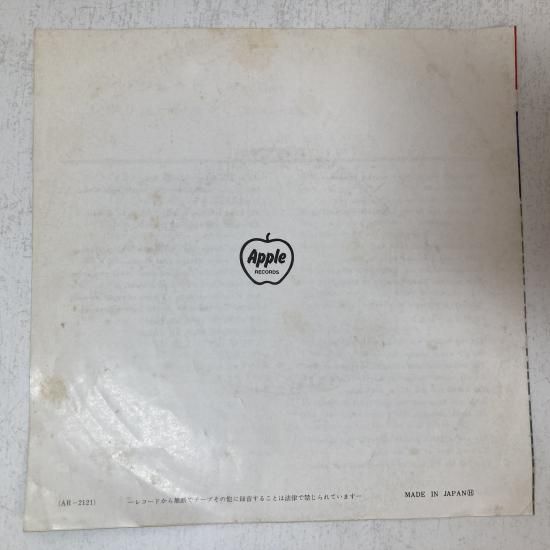 Apple
RECORDS
(AR-2121)
—レコードから無断でテープその他に録音することは法律で禁じられています—
MADE IN JAPAN Ⓗ